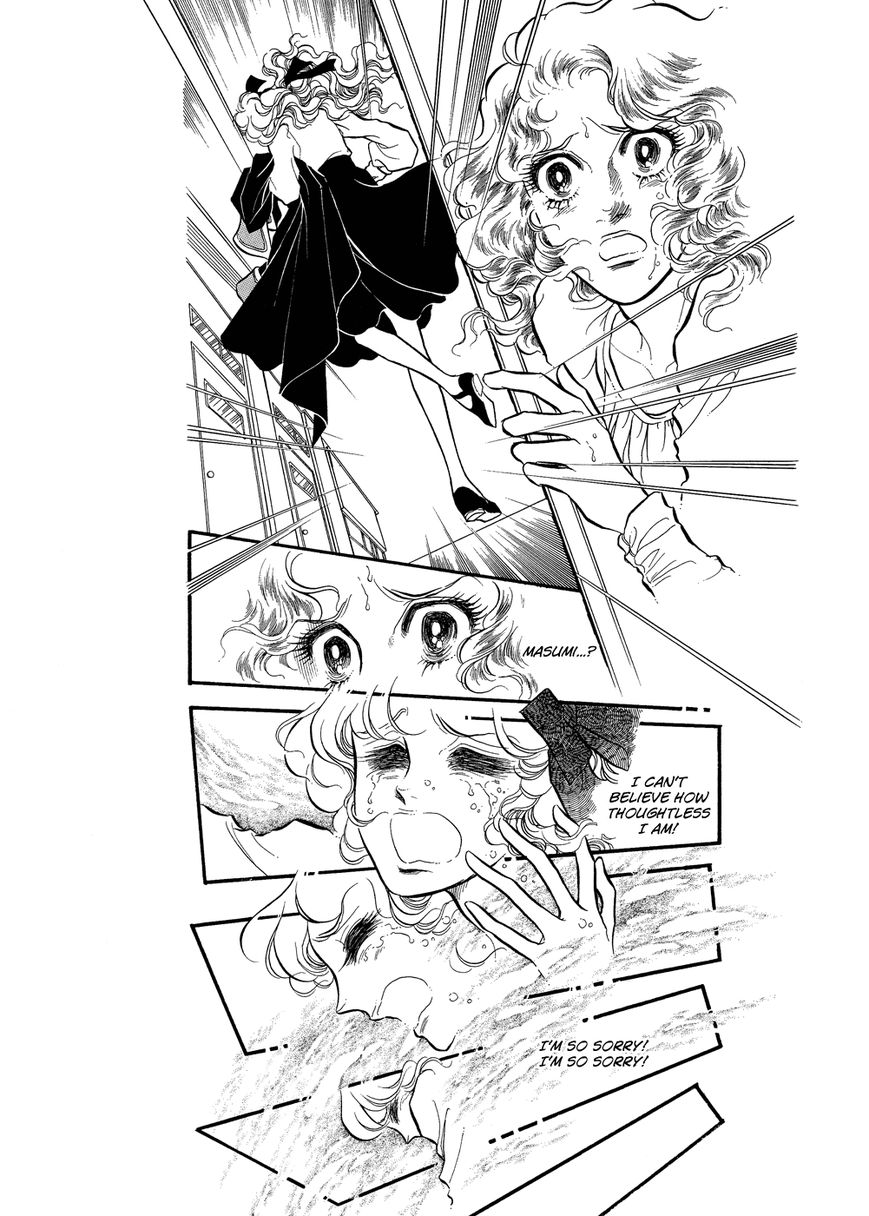 MASUMI...?
I CAN'T
BELIEVE HOW
THOUGHTLESS
I AM!
I'M SO SORRY!
I'M SO SORRY!